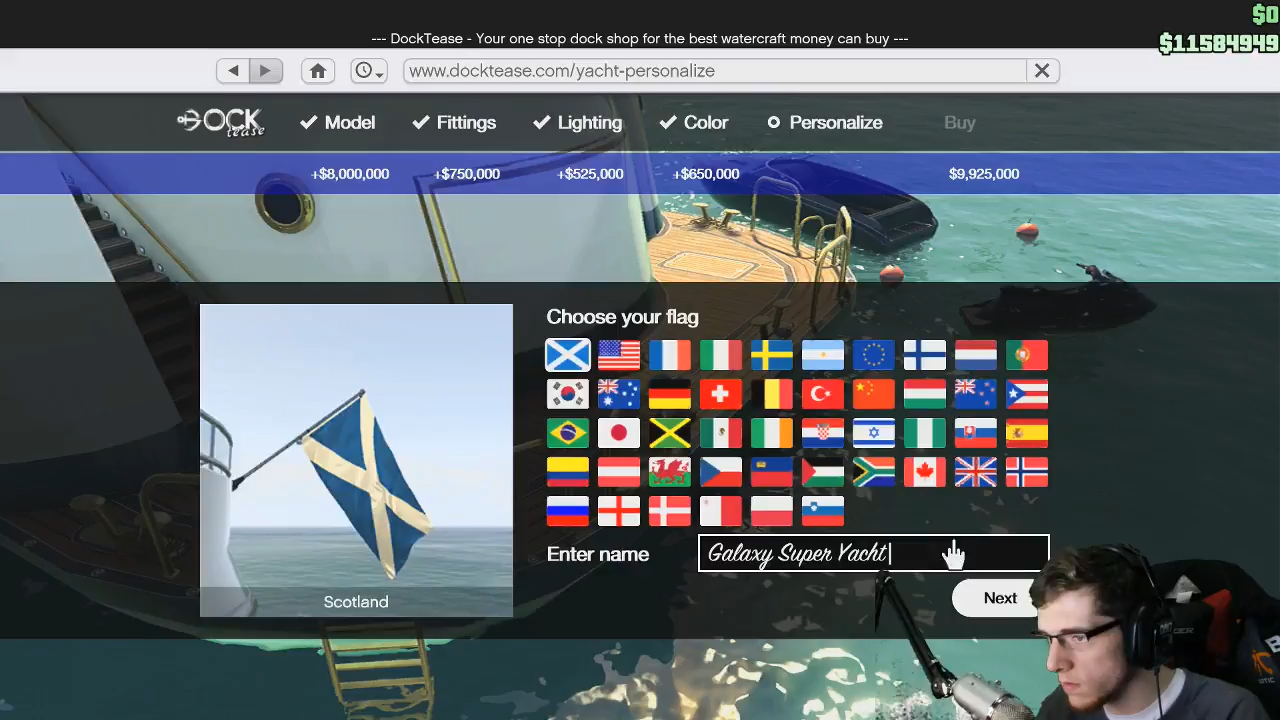 $0
--- DockTease - Your one stop dock shop for the best watercraft money can buy ---
$11584949
www.docktease.com/yacht-personalize
DOCK tease
Model Fittings Lighting Color Personalize Buy
+$8,000,000 +$750,000 +$525,000 +$650,000 $9,925,000
Choose your flag
Enter name Galaxy Super Yacht
Next
Scotland